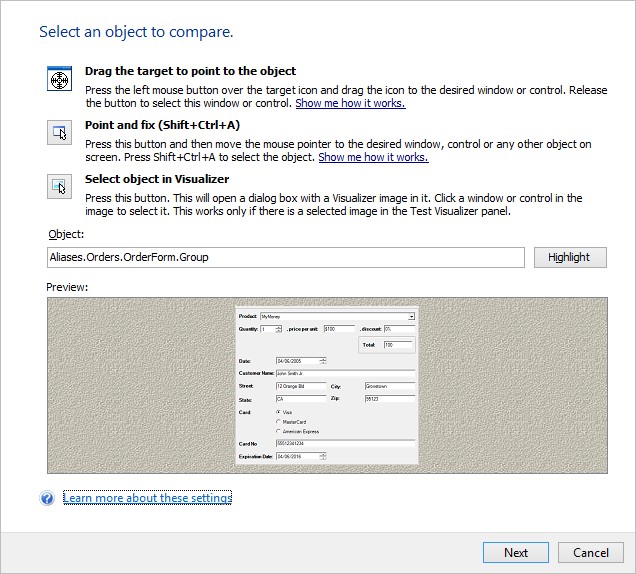 Select an object to compare.
Drag the target to point to the object
Press the left mouse button over the target icon and drag the icon to the desired window or control. Release
the button to select this window or control. Show me how it works.
Point and fix (Shift+Ctrl+A)
Press this button and then move the mouse pointer to the desired window, control or any other object on
screen. Press Shift+Ctrl+A to select the object. Show me how it works.
Select object in Visualizer
Press this button. This will open a dialog box with a Visualizer image in it. Click a window or control in the
image to select it. This works only if there is a selected image in the Test Visualizer panel.
Object:
Aliases.Orders.OrderForm.Group
Highlight
Preview:
Product: MyMoney
Quantity: 1 , price per unit: $100 , discount: 0%
Total: 100
Date: 04/06/2005
Customer Name: John Smith Jr.
Street: 12 Orange Bld City: Grovetown
State: CA Zip: 95123
Card: Visa
MasterCard
American Express
Card No 55512341234
Expiration Date: 04/06/2016
Learn more about these settings
Next Cancel